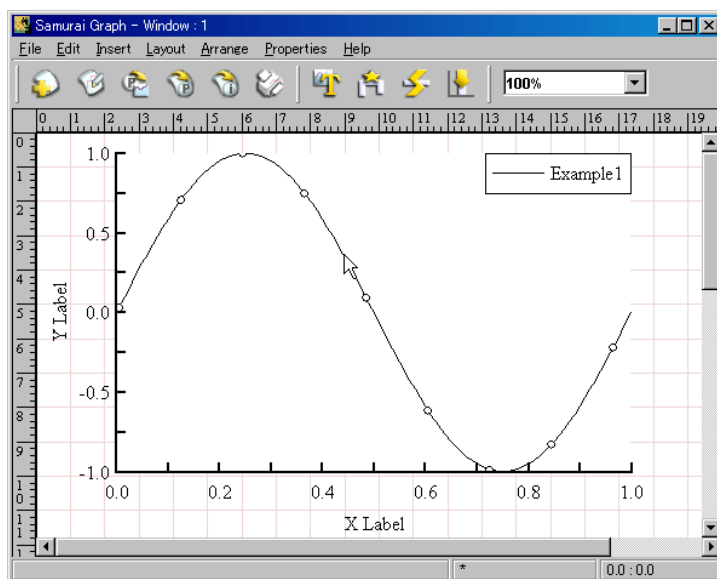 Samurai Graph - Window : 1
File Edit Insert Layout Arrange Properties Help
100%
0 1 2 3 4 5 6 7 8 9 10 11 12 13 14 15 16 17 18 19
0
1
2
3
4
5
6
7
8
9
10
11
1.0
0.5
0.0
-0.5
-1.0
Y Label
Example1
0.0 0.2 0.4 0.6 0.8 1.0
X Label
* 0.0 : 0.0